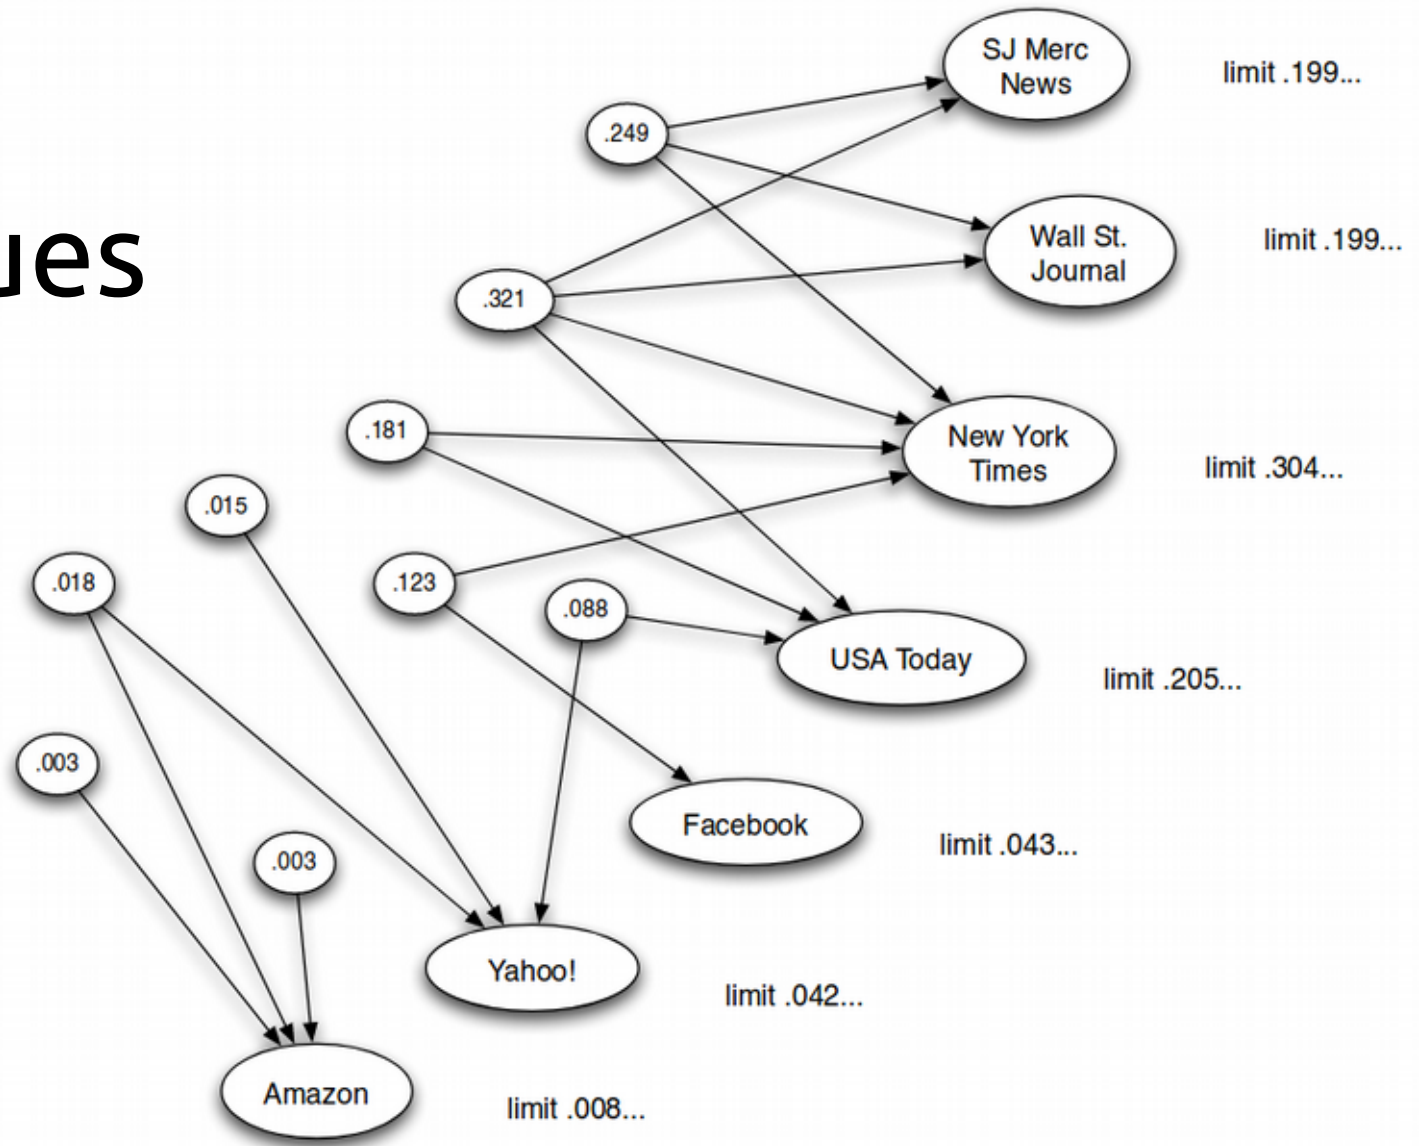 SJ Merc
News
limit .199...
.249
ues
Wall St.
Journal
limit .199...
.321
.181
New York
Times
limit .304...
.015
.018
.123
.088
USA Today
limit .205...
.003
Facebook
limit .043...
.003
Yahoo!
limit .042...
Amazon
limit .008...